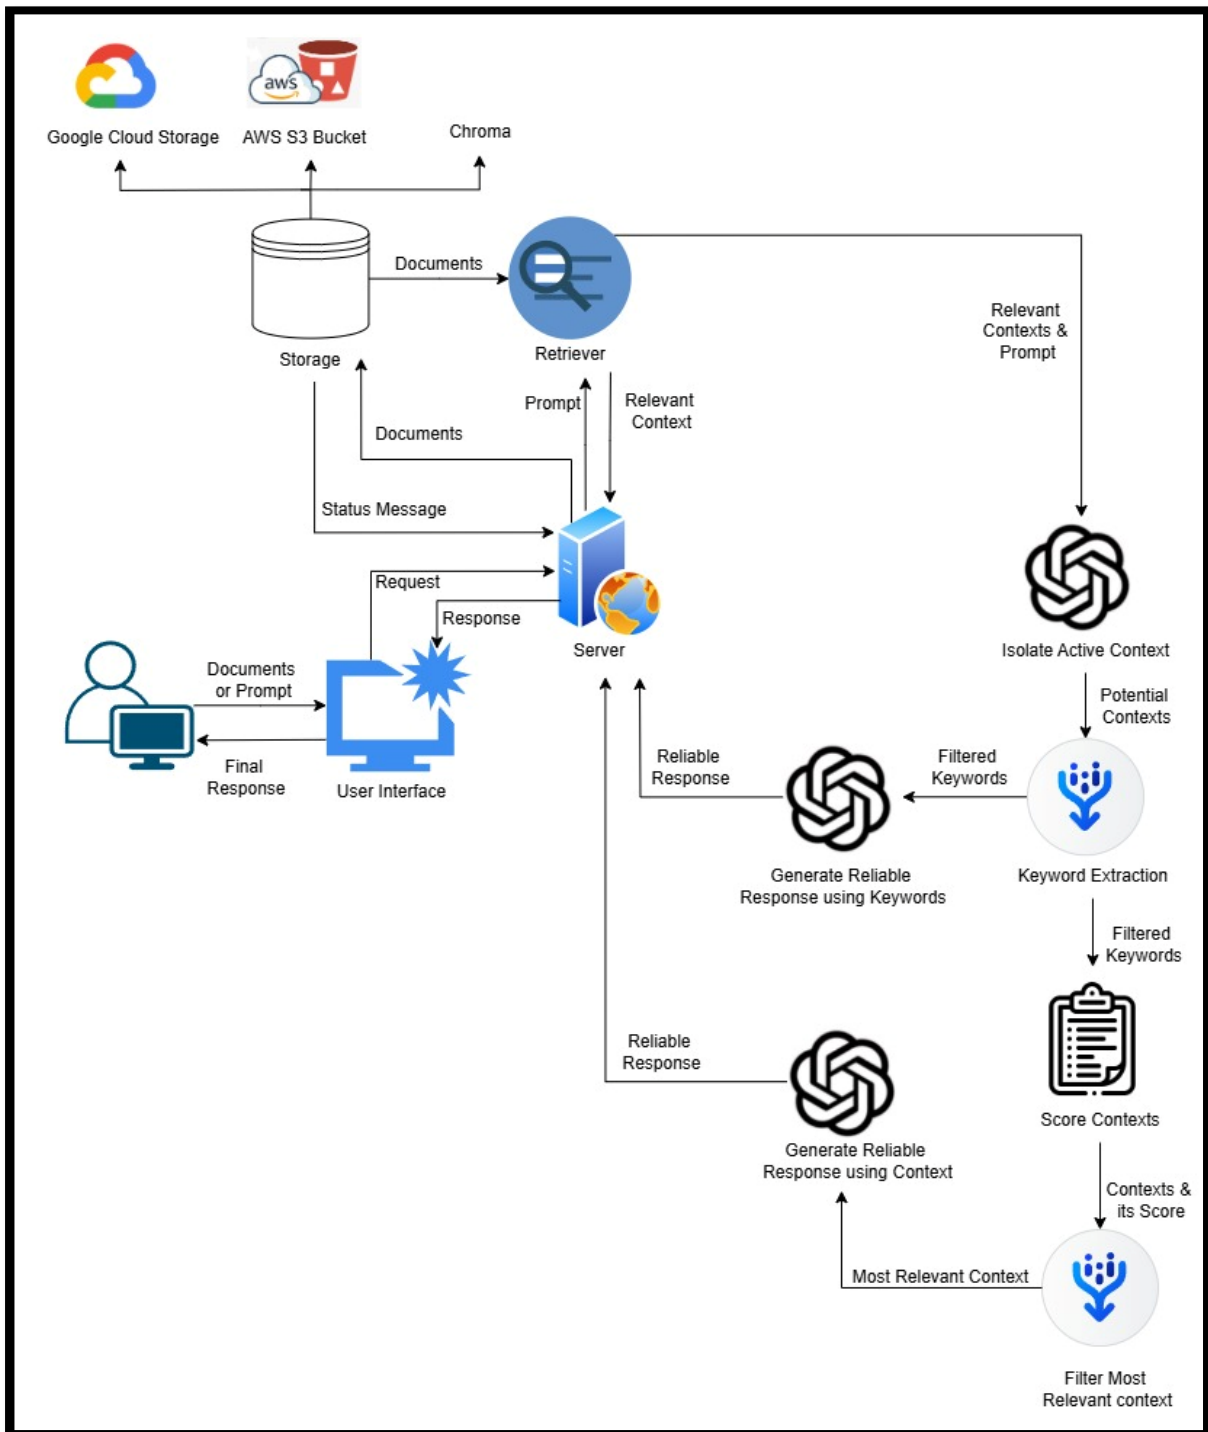 aws
Google Cloud Storage
AWS S3 Bucket
Chroma
Documents
Storage
Retriever
Relevant
Contexts &
Prompt
Prompt
Relevant
Context
Documents
Status Message
Request
Response
Server
Isolate Active Context
Documents
or Prompt
Final
Response
User Interface
Potential
Contexts
Reliable
Response
Filtered
Keywords
Generate Reliable
Response using Keywords
Keyword Extraction
Filtered
Keywords
Reliable
Response
Score Contexts
Generate Reliable
Response using Context
Contexts &
its Score
Most Relevant Context
Filter Most
Relevant context